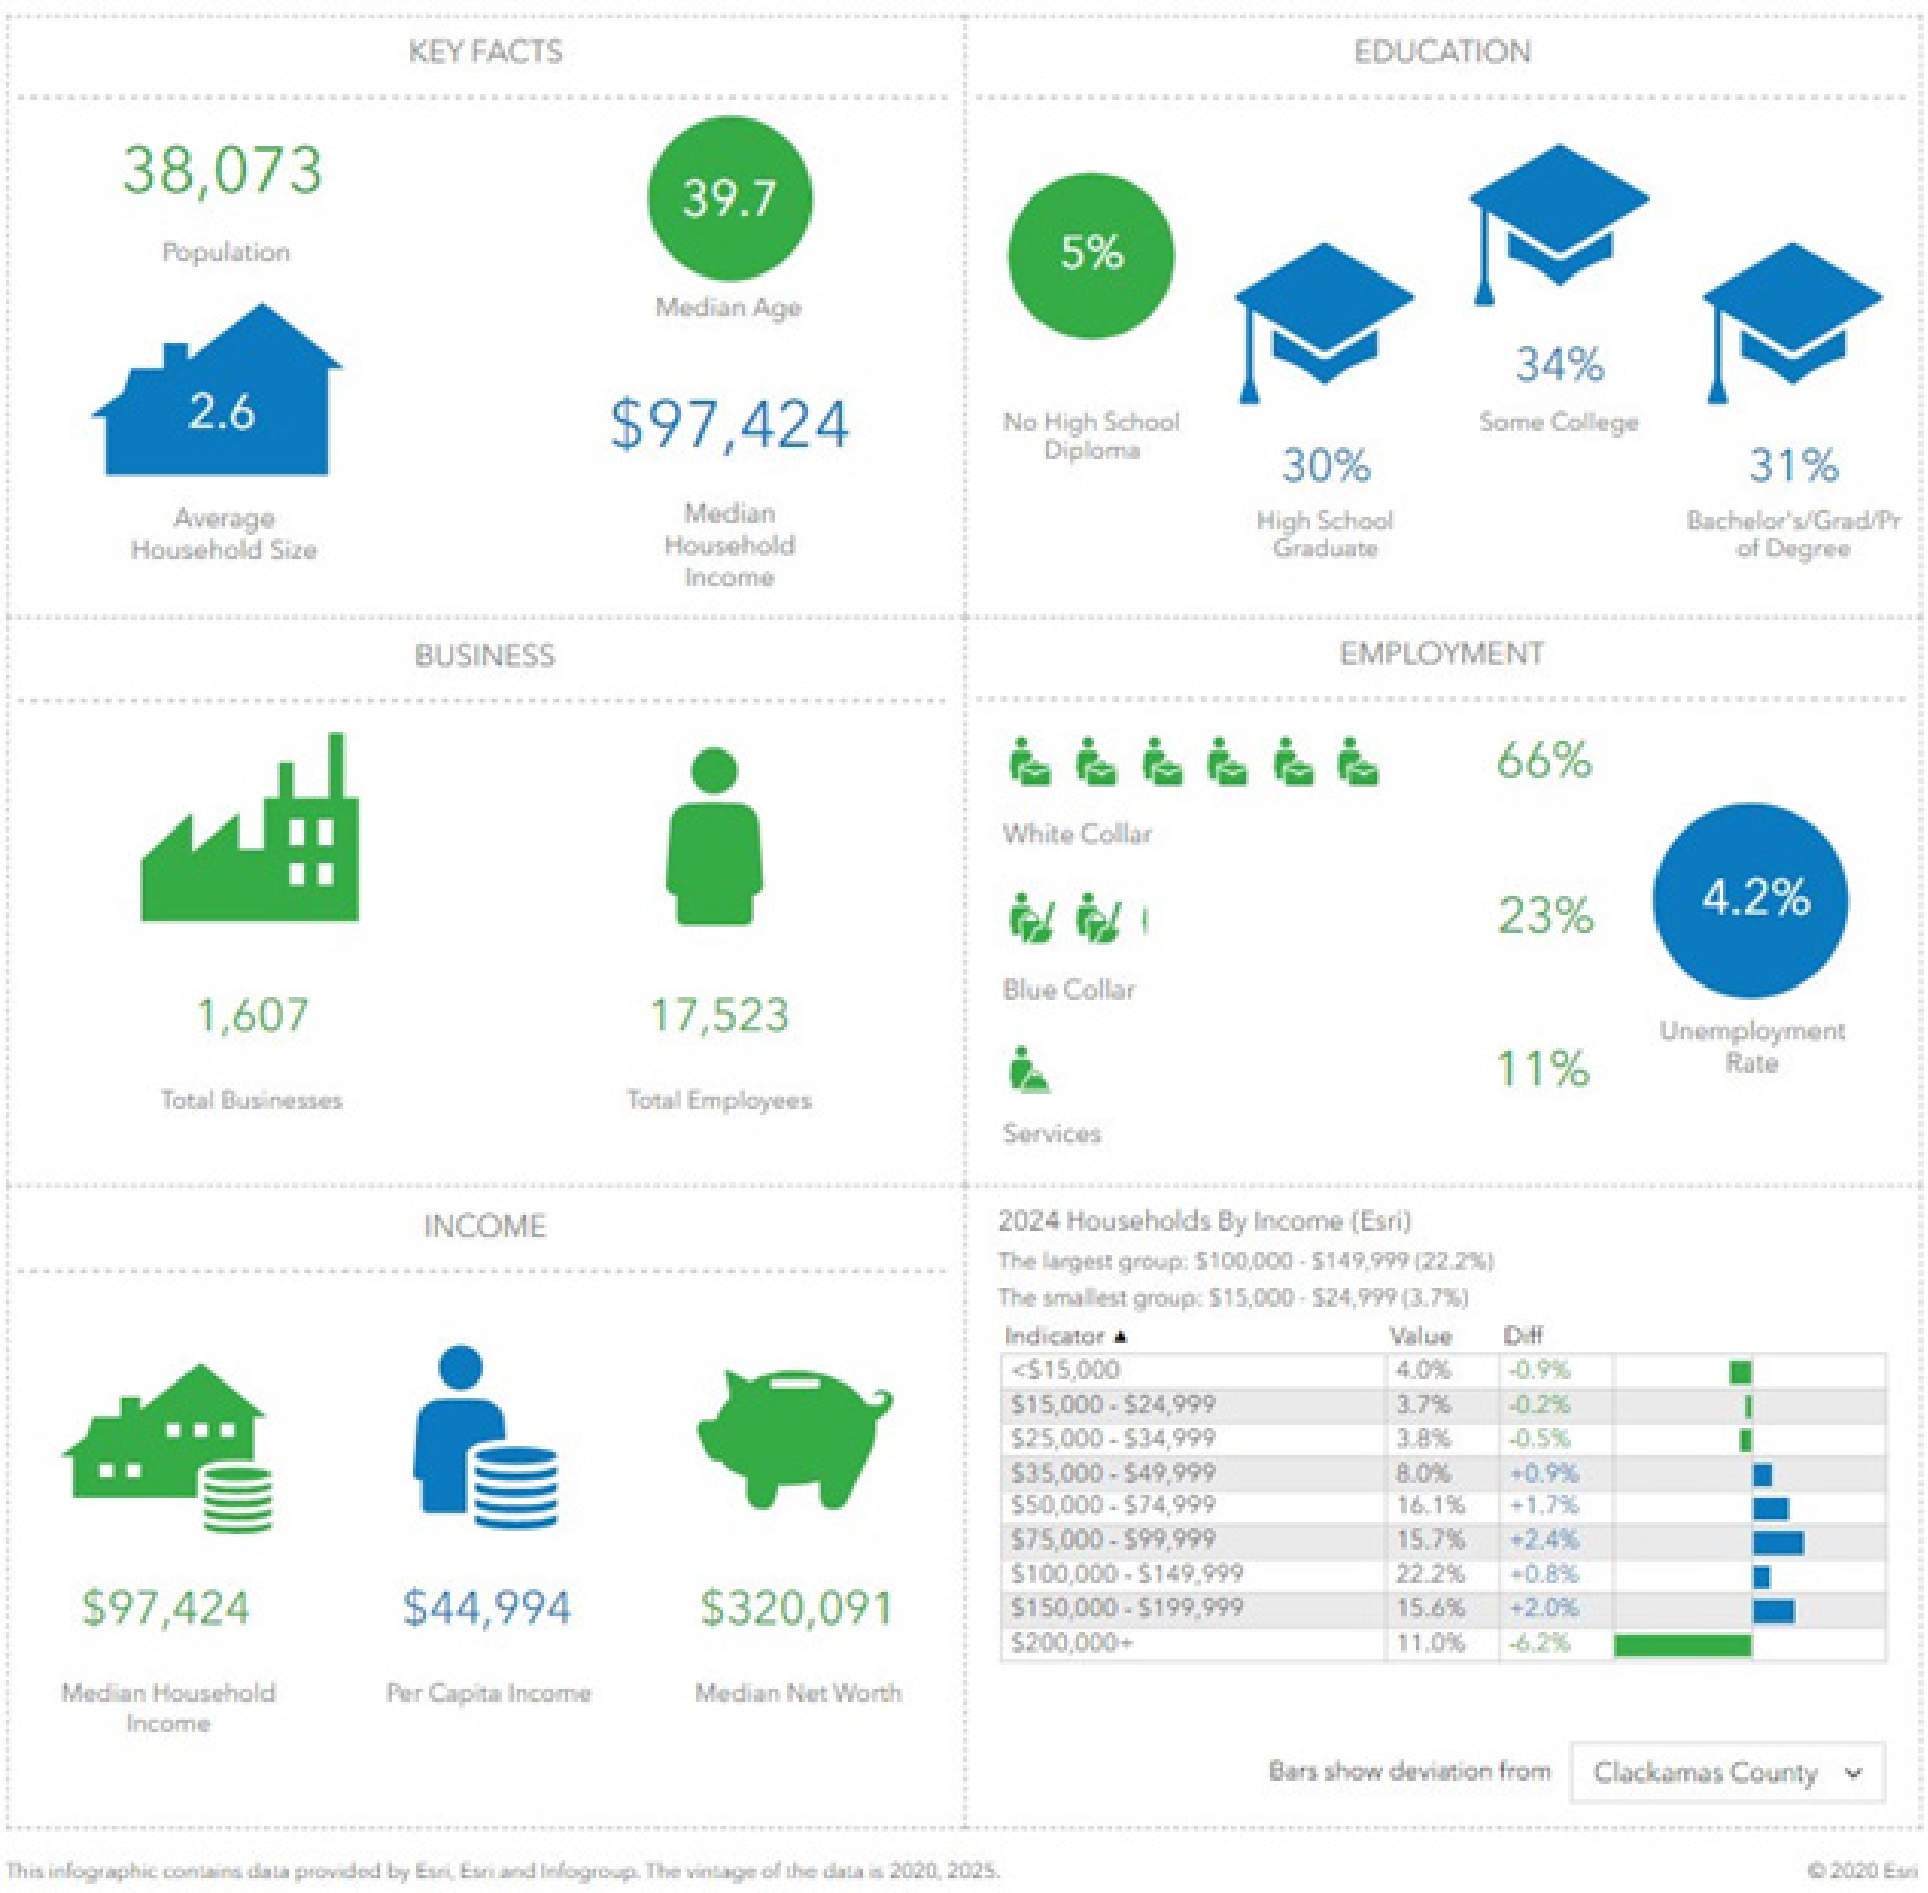 KEY FACTS
38,073
Population
39.7
Median Age
2.6
Average
Household Size
$97,424
Median
Household
Income
EDUCATION
5%
No High School
Diploma
30%
High School
Graduate
34%
Some College
31%
Bachelor's/Grad/Pr
of Degree
BUSINESS
1,607
Total Businesses
17,523
Total Employees
EMPLOYMENT
66%
White Collar
23%
Blue Collar
11%
Services
4.2%
Unemployment
Rate
INCOME
$97,424
Median Household
Income
$44,994
Per Capita Income
$320,091
Median Net Worth
2024 Households By Income (Esri)
The largest group: $100,000 - $149,999 (22.2%)
The smallest group: $15,000 - $24,999 (3.7%)
Indicator ▲ Value Diff
<$15,000 4.0% -0.9%
$15,000 - $24,999 3.7% -0.2%
$25,000 - $34,999 3.8% -0.5%
$35,000 - $49,999 8.0% +0.9%
$50,000 - $74,999 16.1% +1.7%
$75,000 - $99,999 15.7% +2.4%
$100,000 - $149,999 22.2% +0.8%
$150,000 - $199,999 15.6% +2.0%
$200,000+ 11.0% -6.2%
Bars show deviation from Clackamas County
This infographic contains data provided by Esri, Esri and Infogroup. The vintage of the data is 2020, 2025.
© 2020 Esri